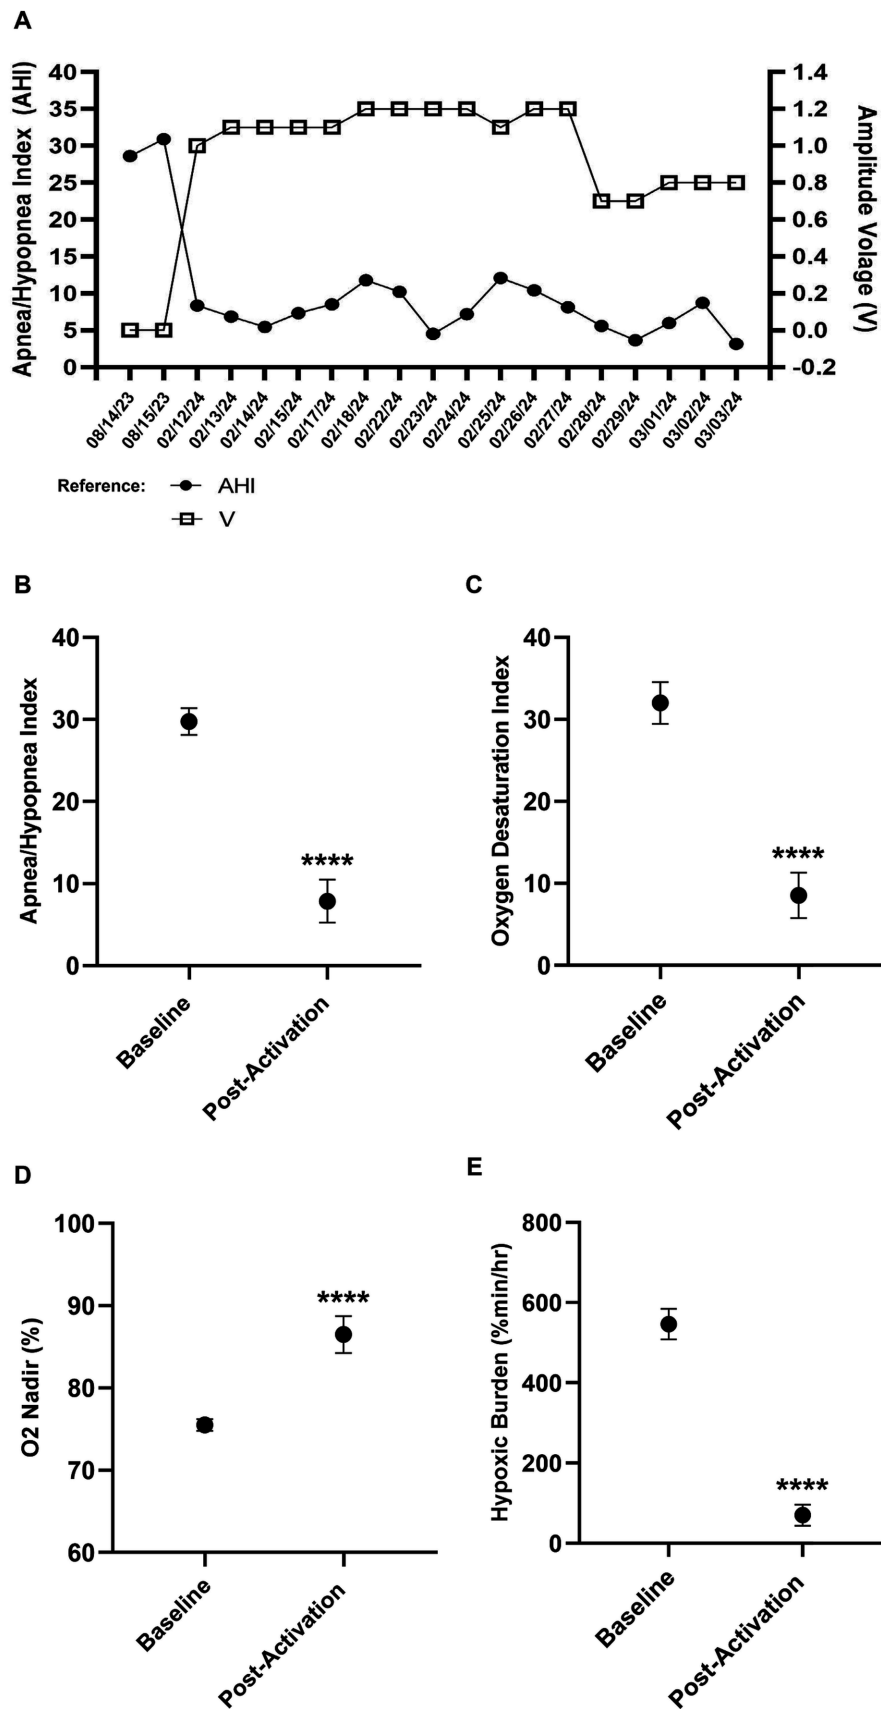 A
Apnea/Hypopnea Index (AHI)
40
35
30
25
20
15
10
5
0
1.4
1.2
1.0
0.8
0.6
0.4
0.2
0.0
-0.2
Amplitude Volage (V)
08/14/23
08/15/23
02/12/24
02/13/24
02/14/24
02/15/24
02/17/24
02/18/24
02/22/24
02/23/24
02/24/24
02/25/24
02/26/24
02/27/24
02/28/24
02/29/24
03/01/24
03/02/24
03/03/24
Reference:
AHI
V
B
Apnea/Hypopnea Index
40
30
20
10
0
****
Baseline
Post-Activation
C
Oxygen Desaturation Index
40
30
20
10
0
****
Baseline
Post-Activation
D
O2 Nadir (%)
100
90
80
70
60
****
Baseline
Post-Activation
E
Hypoxic Burden (%min/hr)
800
600
400
200
0
****
Baseline
Post-Activation